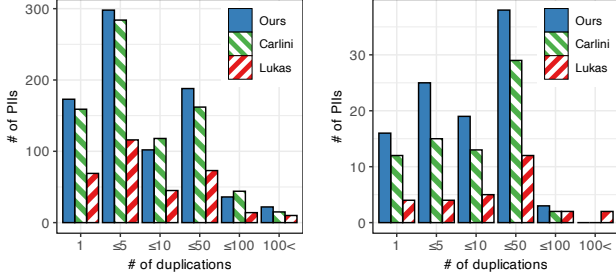 300
200
100
0
# of PIIs
1
≤5
≤10
≤50
≤100
100<
# of duplications
Ours
Carlini
Lukas
30
20
10
0
# of PIIs
1
≤5
≤10
≤50
≤100
100<
# of duplications
Ours
Carlini
Lukas